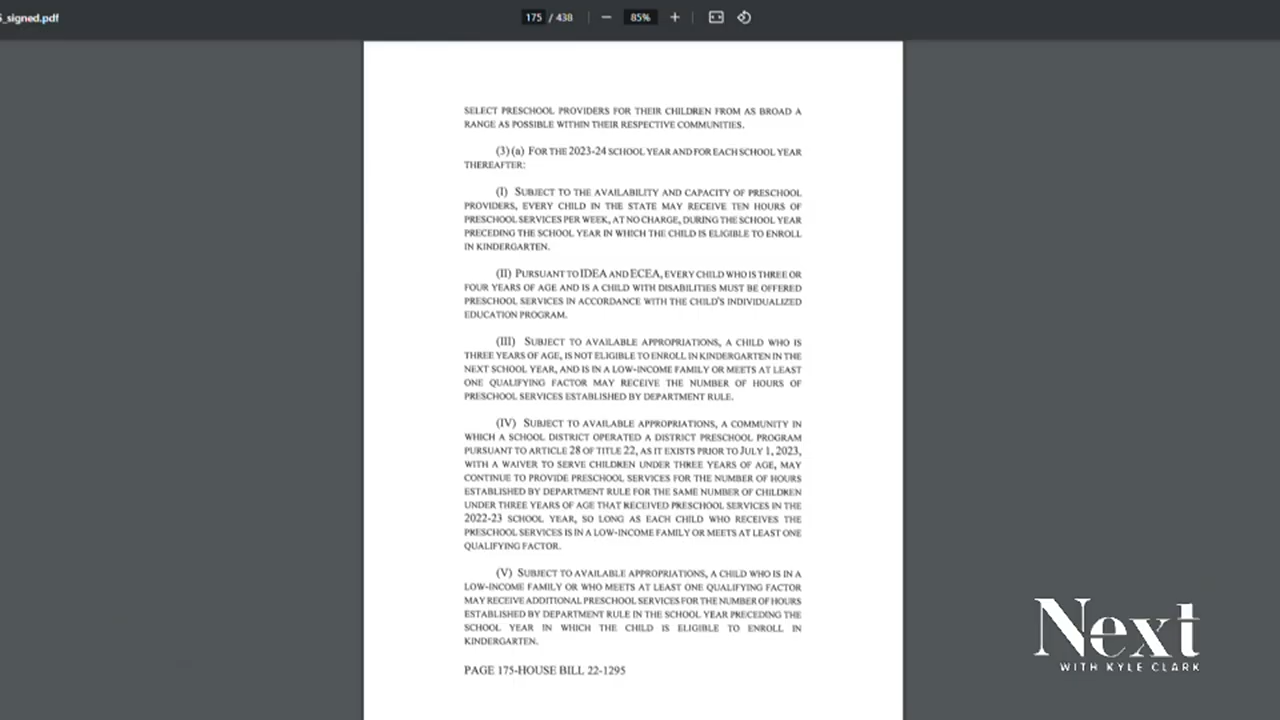 _signed.pdf
175 / 438
85%
SELECT PRESCHOOL PROVIDERS FOR THEIR CHILDREN FROM AS BROAD A
RANGE AS POSSIBLE WITHIN THEIR RESPECTIVE COMMUNITIES.
(3) (a) FOR THE 2023-24 SCHOOL YEAR AND FOR EACH SCHOOL YEAR
THEREAFTER:
(I) SUBJECT TO THE AVAILABILITY AND CAPACITY OF PRESCHOOL
PROVIDERS, EVERY CHILD IN THE STATE MAY RECEIVE TEN HOURS OF
PRESCHOOL SERVICES PER WEEK, AT NO CHARGE, DURING THE SCHOOL YEAR
PRECEDING THE SCHOOL YEAR IN WHICH THE CHILD IS ELIGIBLE TO ENROLL
IN KINDERGARTEN.
(II) PURSUANT TO IDEA AND ECEA, EVERY CHILD WHO IS THREE OR
FOUR YEARS OF AGE AND IS A CHILD WITH DISABILITIES MUST BE OFFERED
PRESCHOOL SERVICES IN ACCORDANCE WITH THE CHILD'S INDIVIDUALIZED
EDUCATION PROGRAM.
(III) SUBJECT TO AVAILABLE APPROPRIATIONS, A CHILD WHO IS
THREE YEARS OF AGE, IS NOT ELIGIBLE TO ENROLL IN KINDERGARTEN IN THE
NEXT SCHOOL YEAR, AND IS IN A LOW-INCOME FAMILY OR MEETS AT LEAST
ONE QUALIFYING FACTOR MAY RECEIVE THE NUMBER OF HOURS OF
PRESCHOOL SERVICES ESTABLISHED BY DEPARTMENT RULE.
(IV) SUBJECT TO AVAILABLE APPROPRIATIONS, A COMMUNITY IN
WHICH A SCHOOL DISTRICT OPERATED A DISTRICT PRESCHOOL PROGRAM
PURSUANT TO ARTICLE 28 OF TITLE 22, AS IT EXISTS PRIOR TO JULY 1, 2023,
WITH A WAIVER TO SERVE CHILDREN UNDER THREE YEARS OF AGE, MAY
CONTINUE TO PROVIDE PRESCHOOL SERVICES FOR THE NUMBER OF HOURS
ESTABLISHED BY DEPARTMENT RULE FOR THE SAME NUMBER OF CHILDREN
UNDER THREE YEARS OF AGE THAT RECEIVED PRESCHOOL SERVICES IN THE
2022-23 SCHOOL YEAR, SO LONG AS EACH CHILD WHO RECEIVES THE
PRESCHOOL SERVICES IS IN A LOW-INCOME FAMILY OR MEETS AT LEAST ONE
QUALIFYING FACTOR.
(V) SUBJECT TO AVAILABLE APPROPRIATIONS, A CHILD WHO IS IN A
LOW-INCOME FAMILY OR WHO MEETS AT LEAST ONE QUALIFYING FACTOR
MAY RECEIVE ADDITIONAL PRESCHOOL SERVICES FOR THE NUMBER OF HOURS
ESTABLISHED BY DEPARTMENT RULE IN THE SCHOOL YEAR PRECEDING THE
SCHOOL YEAR IN WHICH THE CHILD IS ELIGIBLE TO ENROLL IN
KINDERGARTEN.
PAGE 175-HOUSE BILL 22-1295
Next
WITH KYLE CLARK